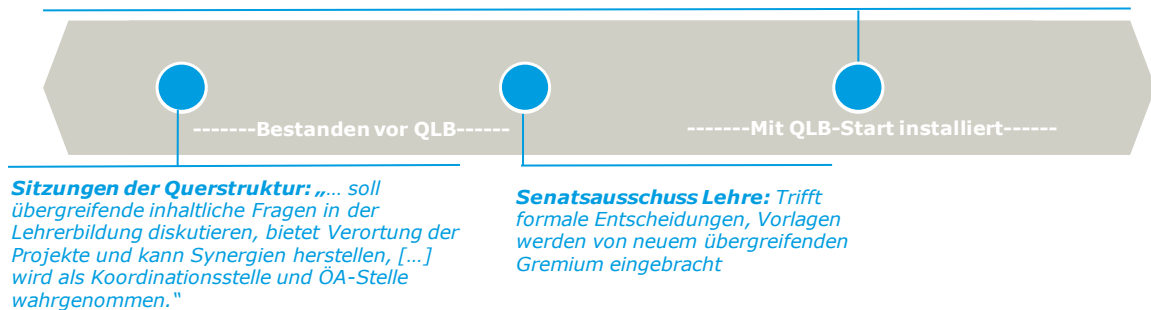 -------Bestanden vor QLB------
-------Mit QLB-Start installiert------
Sitzungen der Querstruktur: „… soll
übergreifende inhaltliche Fragen in der
Lehrerbildung diskutieren, bietet Verortung der
Projekte und kann Synergien herstellen, […]
wird als Koordinationsstelle und ÖA-Stelle
wahrgenommen.“
Senatsausschuss Lehre: Trifft
formale Entscheidungen, Vorlagen
werden von neuem übergreifenden
Gremium eingebracht